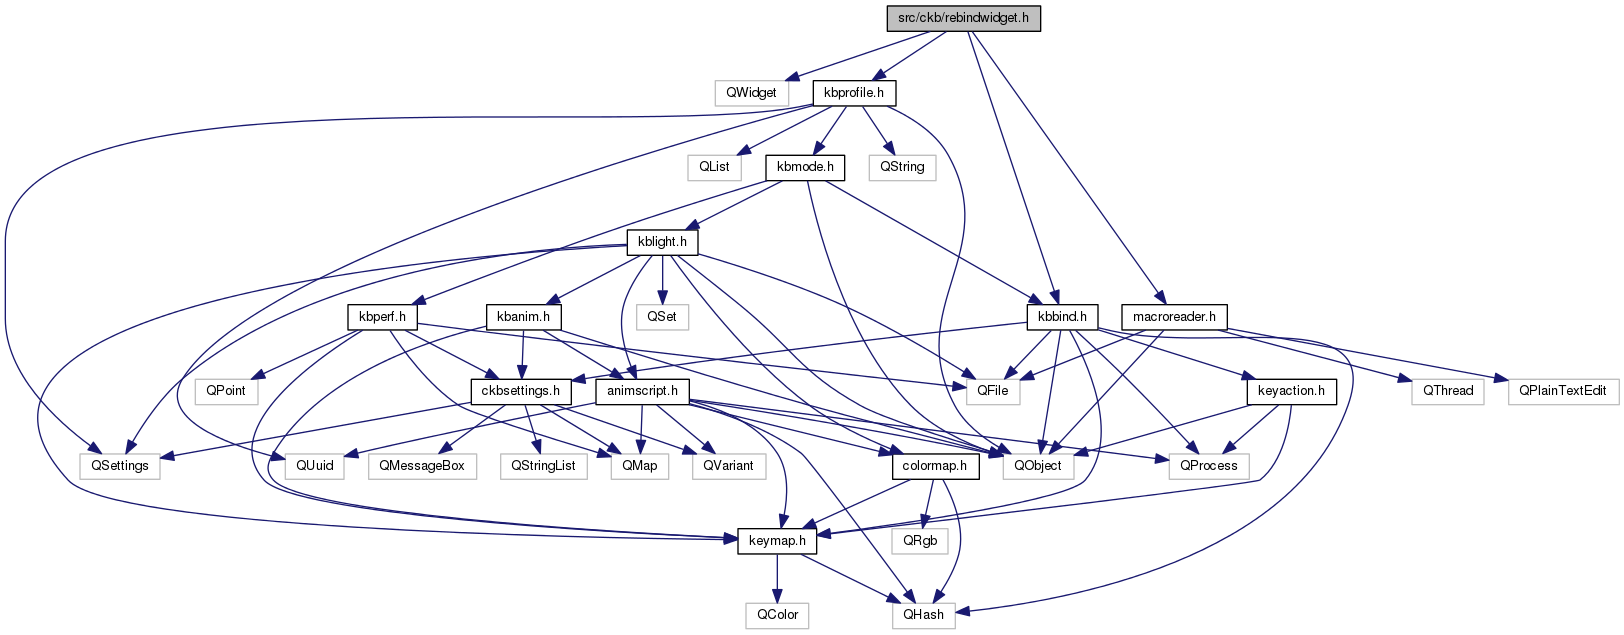 src/ckb/rebindwidget.h
QWidget
kbprofile.h
QList
kbmode.h
QString
kblight.h
kbperf.h
kbanim.h
QSet
kbbind.h
macroreader.h
QPoint
ckbsettings.h
animscript.h
QFile
keyaction.h
QThread
QPlainTextEdit
QSettings
QUuid
QMessageBox
QStringList
QMap
QVariant
colormap.h
QObject
QProcess
keymap.h
QRgb
QColor
QHash